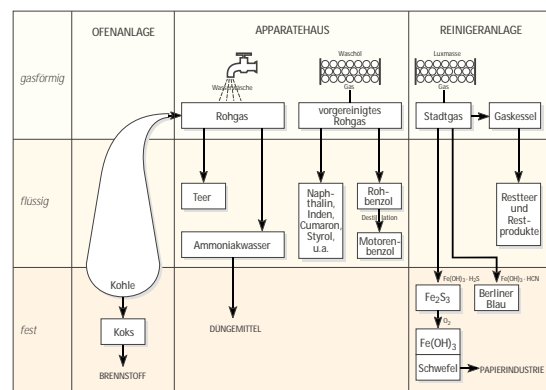 OFENANLAGE
APPARATEHAUS
REINIGERANLAGE
gasförmig
Wasserwäsche
Waschöl
Gas
Luxmasse
Gas
Rohgas
vorgereinigtes
Rohgas
Stadtgas
Gaskessel
flüssig
Teer
Naph-
thalin,
Inden,
Cumaron,
Styrol,
u.a.
Roh-
benzol
Destillation
Motoren-
benzol
Restteer
und
Rest-
produkte
Ammoniakwasser
Kohle
Fe(OH)₃ · H₂S
Fe(OH)₃ · HCN
Fe₂S₃
Berliner
Blau
fest
Koks
DÜNGEMITTEL
O₂
Fe(OH)₃
Schwefel
PAPIERINDUSTRIE
BRENNSTOFF